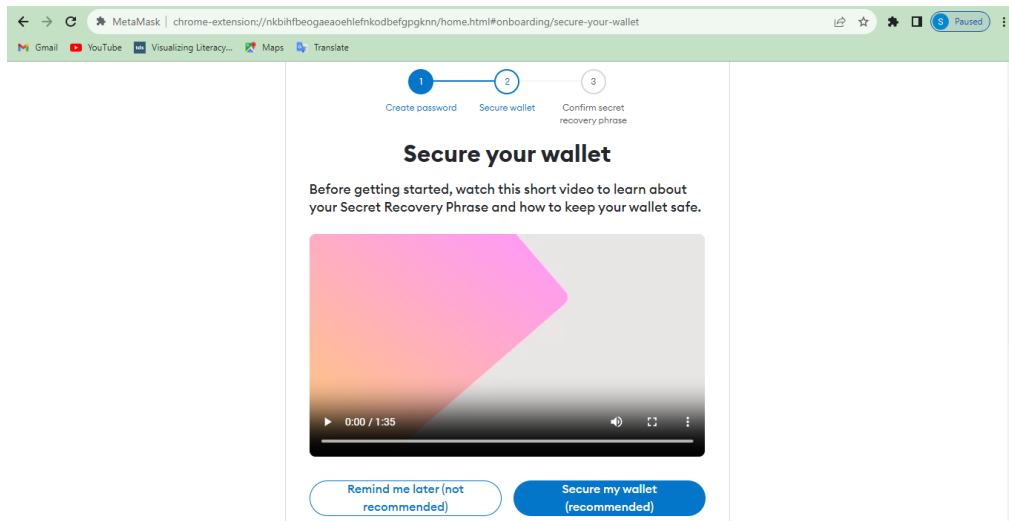 MetaMask | chrome-extension://nkbihfbeogaeaoehlefnkodbefgpgknn/home.html#onboarding/secure-your-wallet S Paused
Gmail YouTube tds Visualizing Literacy... Maps Translate
1 2 3
Create password Secure wallet Confirm secret
recovery phrase
Secure your wallet
Before getting started, watch this short video to learn about
your Secret Recovery Phrase and how to keep your wallet safe.
0:00 / 1:35
Remind me later (not
recommended)
Secure my wallet
(recommended)